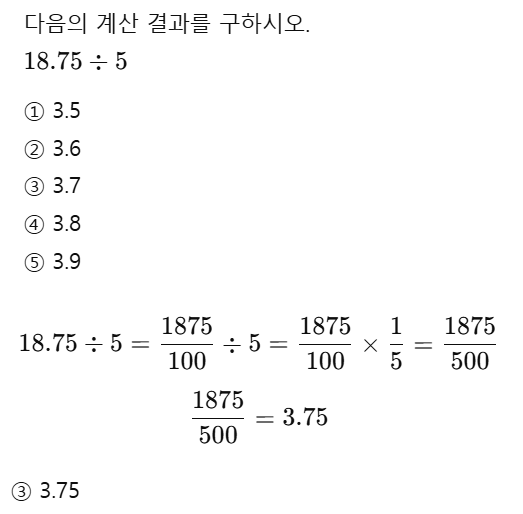 다음의 계산 결과를 구하시오.
18.75 ÷ 5
① 3.5
② 3.6
③ 3.7
④ 3.8
⑤ 3.9
18.75 ÷ 5 = 1875/100 ÷ 5 = 1875/100 × 1/5 = 1875/500
1875/500 = 3.75
③ 3.75